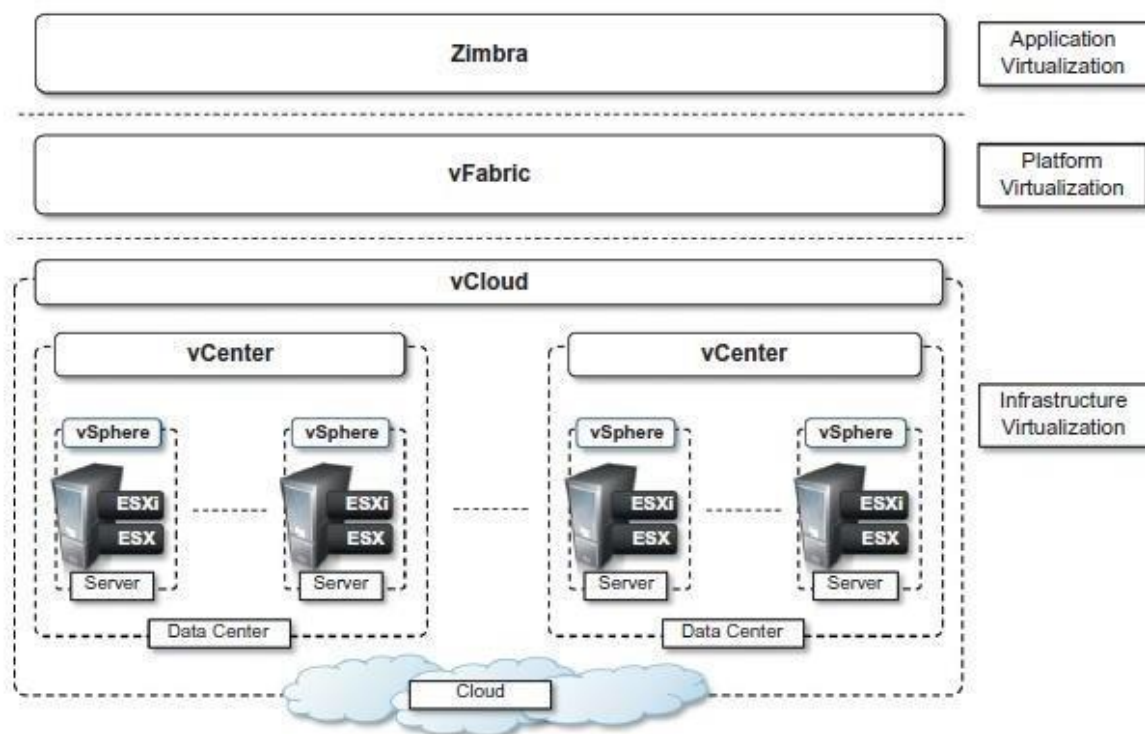 Zimbra
Application
Virtualization
vFabric
Platform
Virtualization
vCloud
vCenter
vCenter
Infrastructure
Virtualization
vSphere
vSphere
vSphere
vSphere
ESXi
ESXi
ESXi
ESXi
ESX
ESX
ESX
ESX
Server
Server
Server
Server
Data Center
Data Center
Cloud